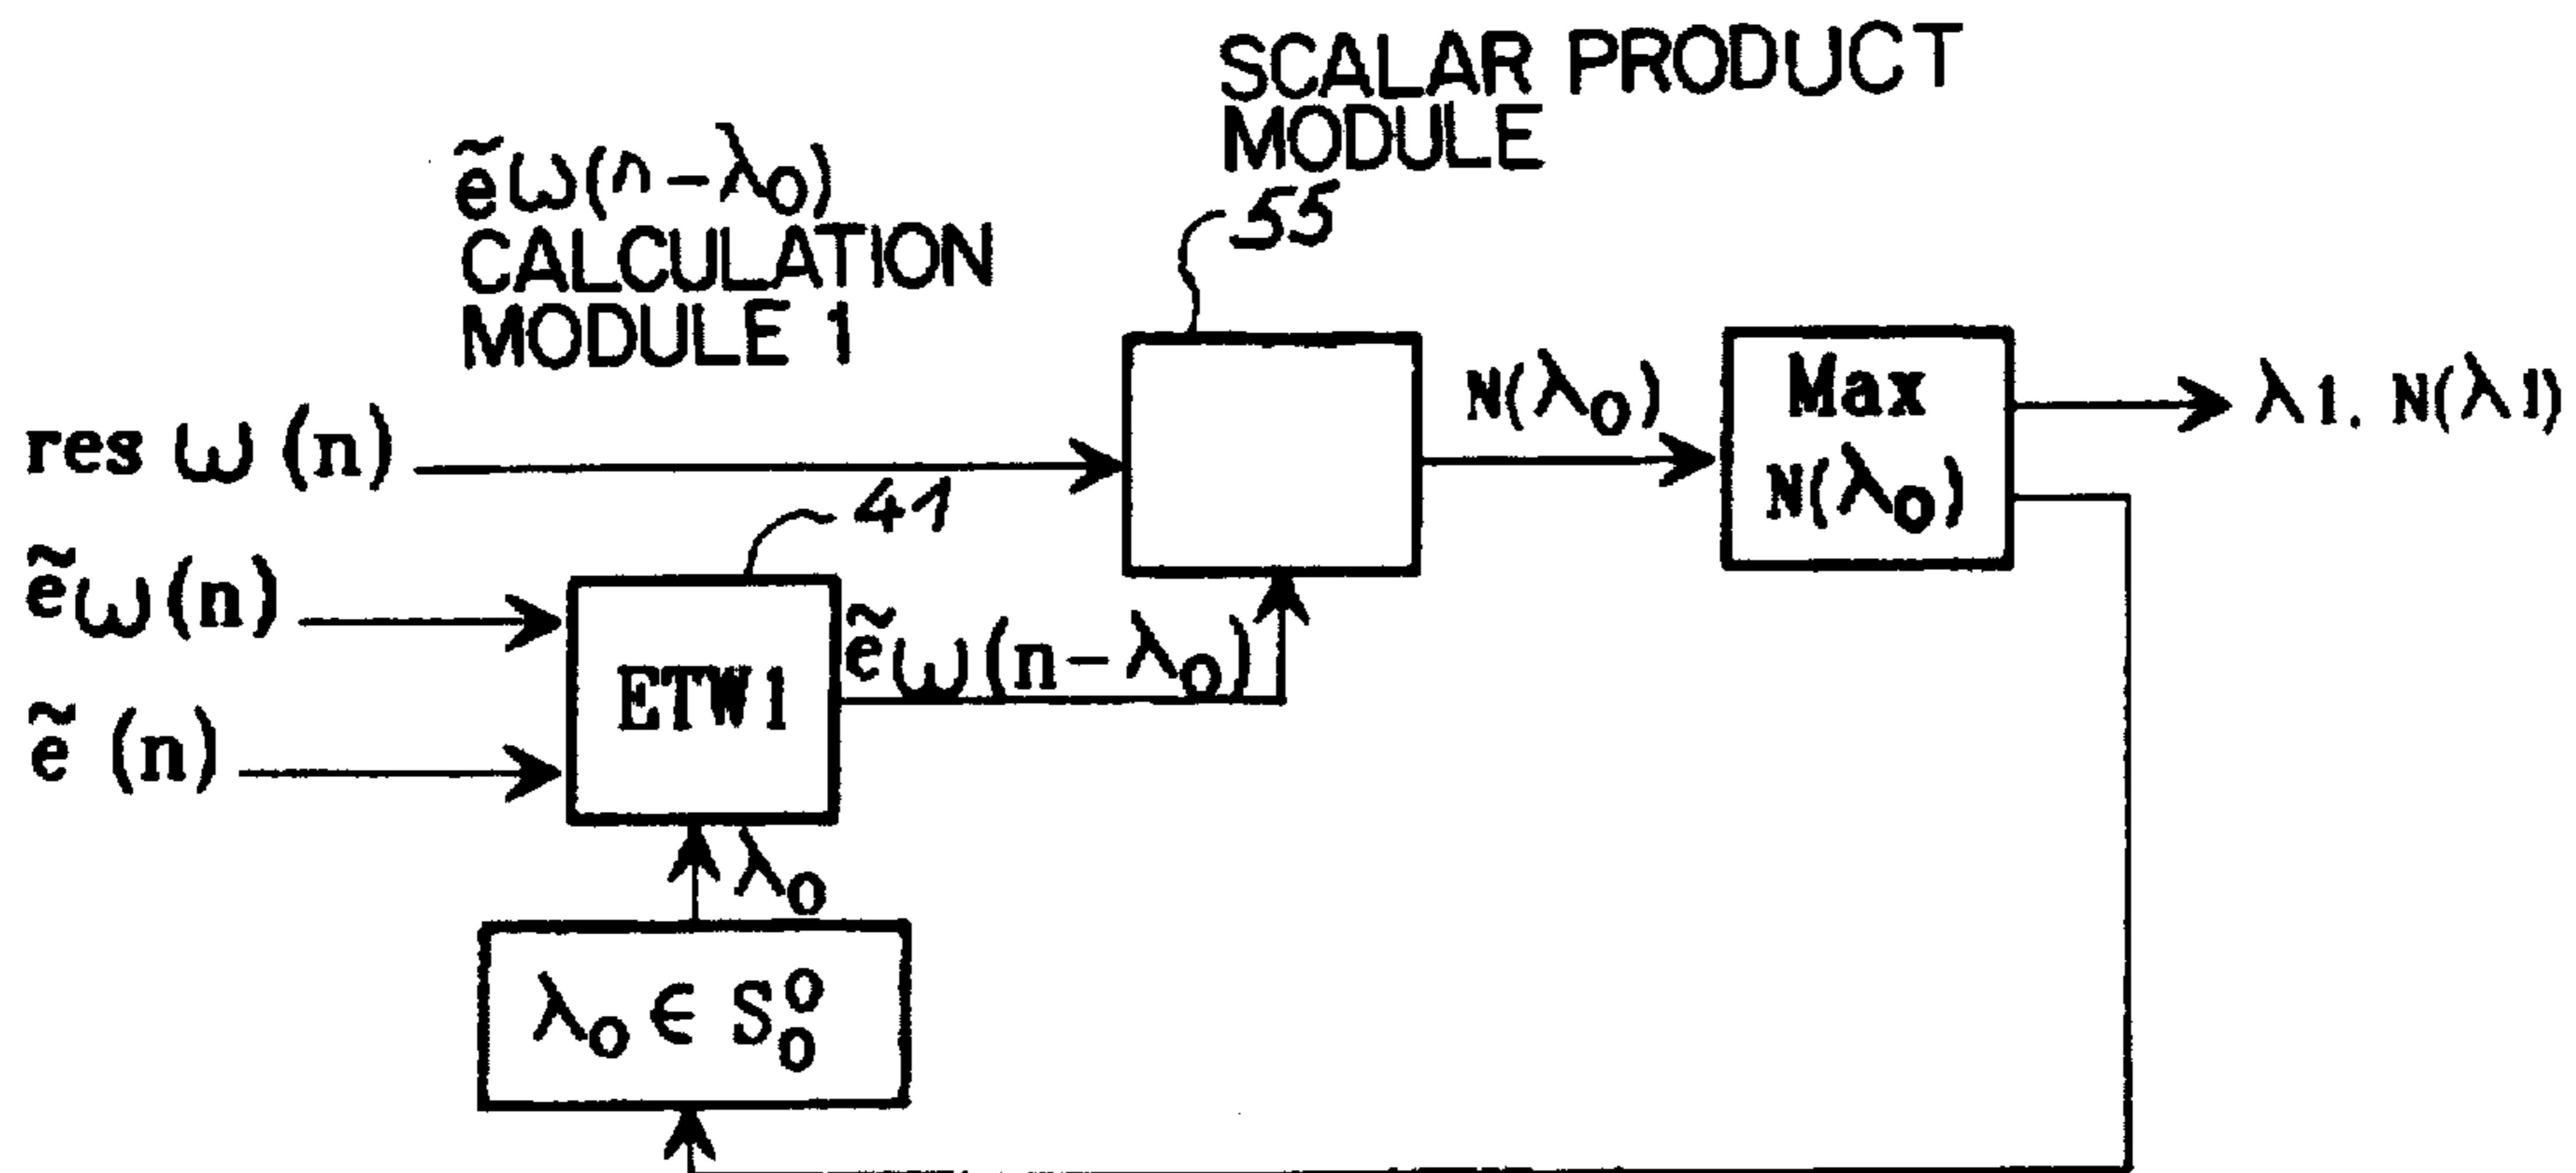 SCALAR PRODUCT
MODULE
55
ẽω(n-λ₀)
CALCULATION
MODULE 1
res ω (n)
N(λ₀)
Max
N(λ₀)
λ1. N(λ1)
41
ẽω(n)
ẽ (n)
ETW1
ẽω(n-λ₀)
λ₀
λ₀ ∈ S₀⁰